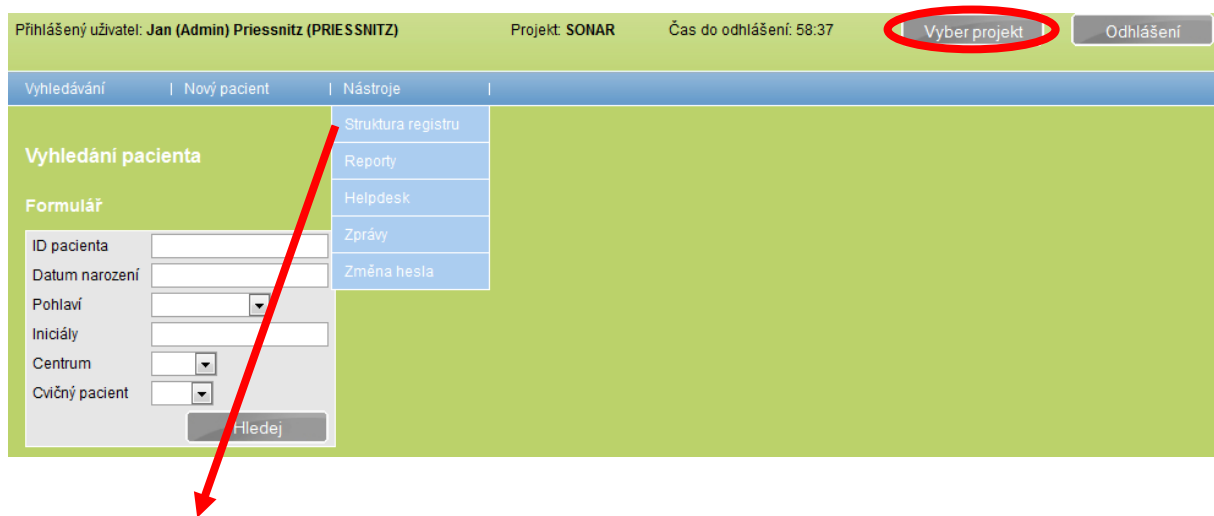 Přihlášený uživatel: Jan (Admin) Priessnitz (PRIESSNITZ) Projekt: SONAR Čas do odhlášení: 58:37 Vyber projekt Odhlášení
Vyhledávání | Nový pacient | Nástroje |
Struktura registru
Vyhledání pacienta
Reporty
Helpdesk
Formulář
Zprávy
ID pacienta
Změna hesla
Datum narození
Pohlaví
Iniciály
Centrum
Cvičný pacient
Hledej